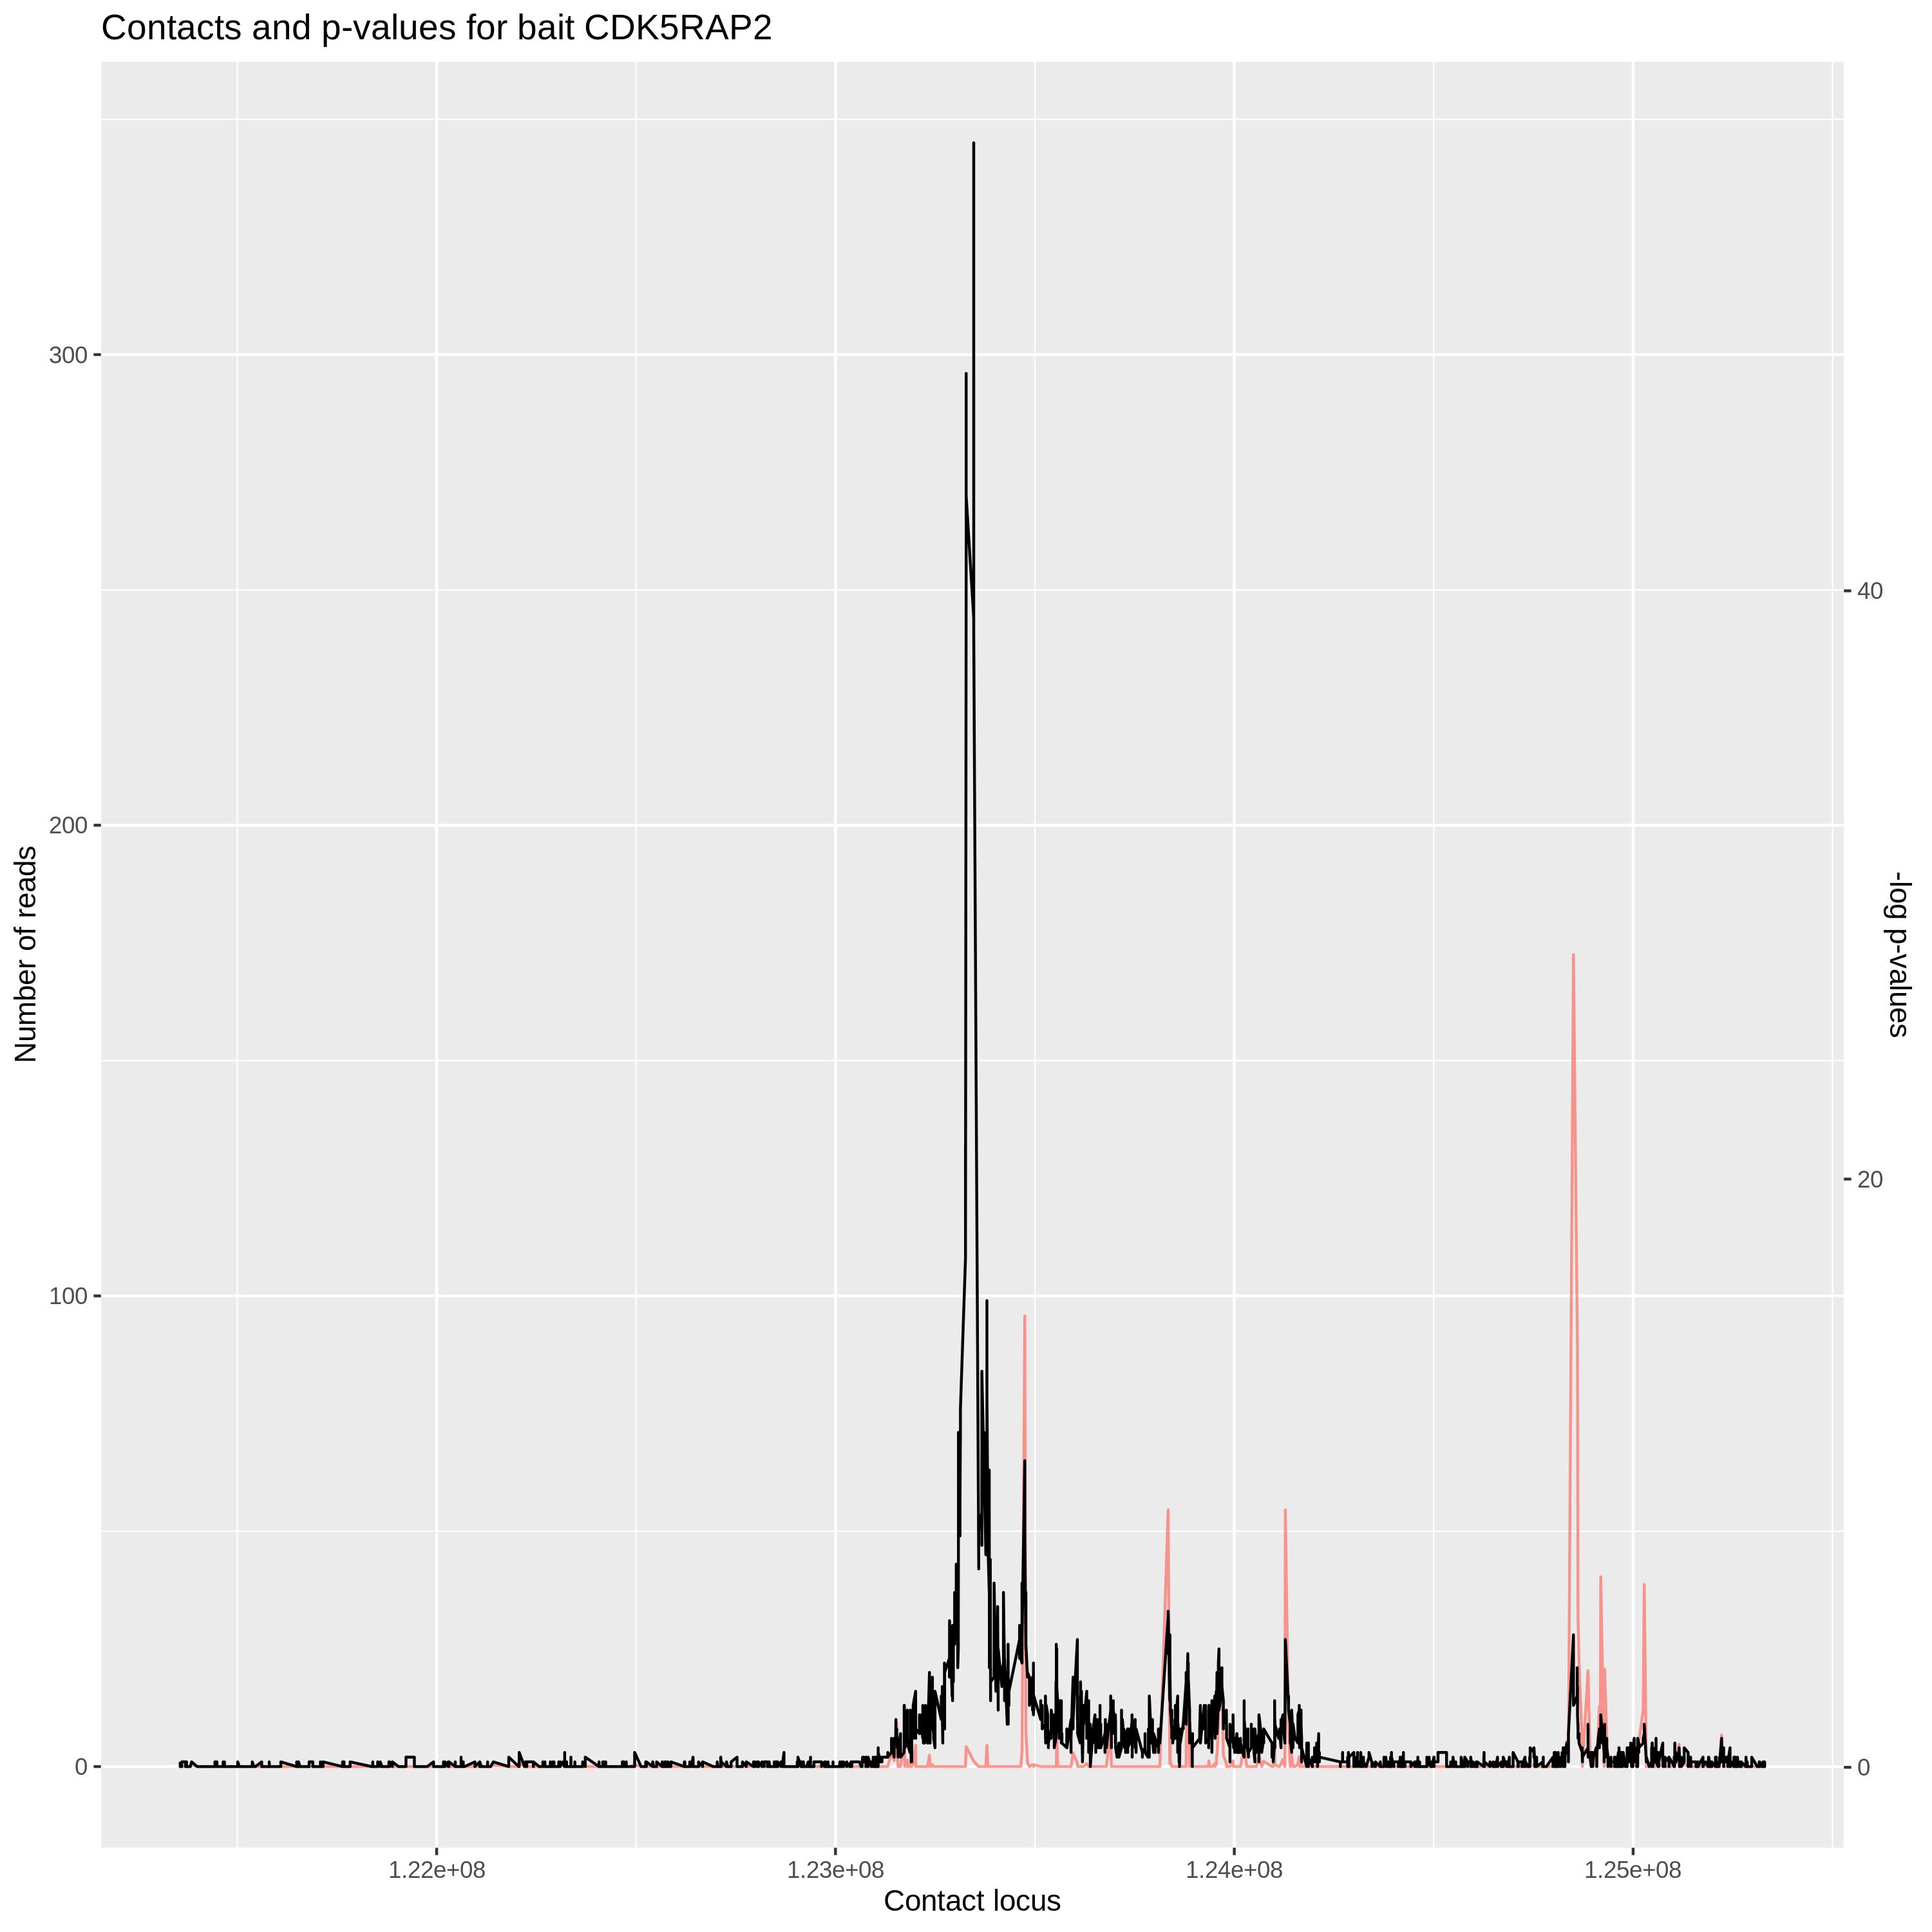 Contacts and p-values for bait CDK5RAP2
Number of reads
300
200
100
0
40
20
0
-log p-values
1.22e+08
1.23e+08
1.24e+08
1.25e+08
Contact locus